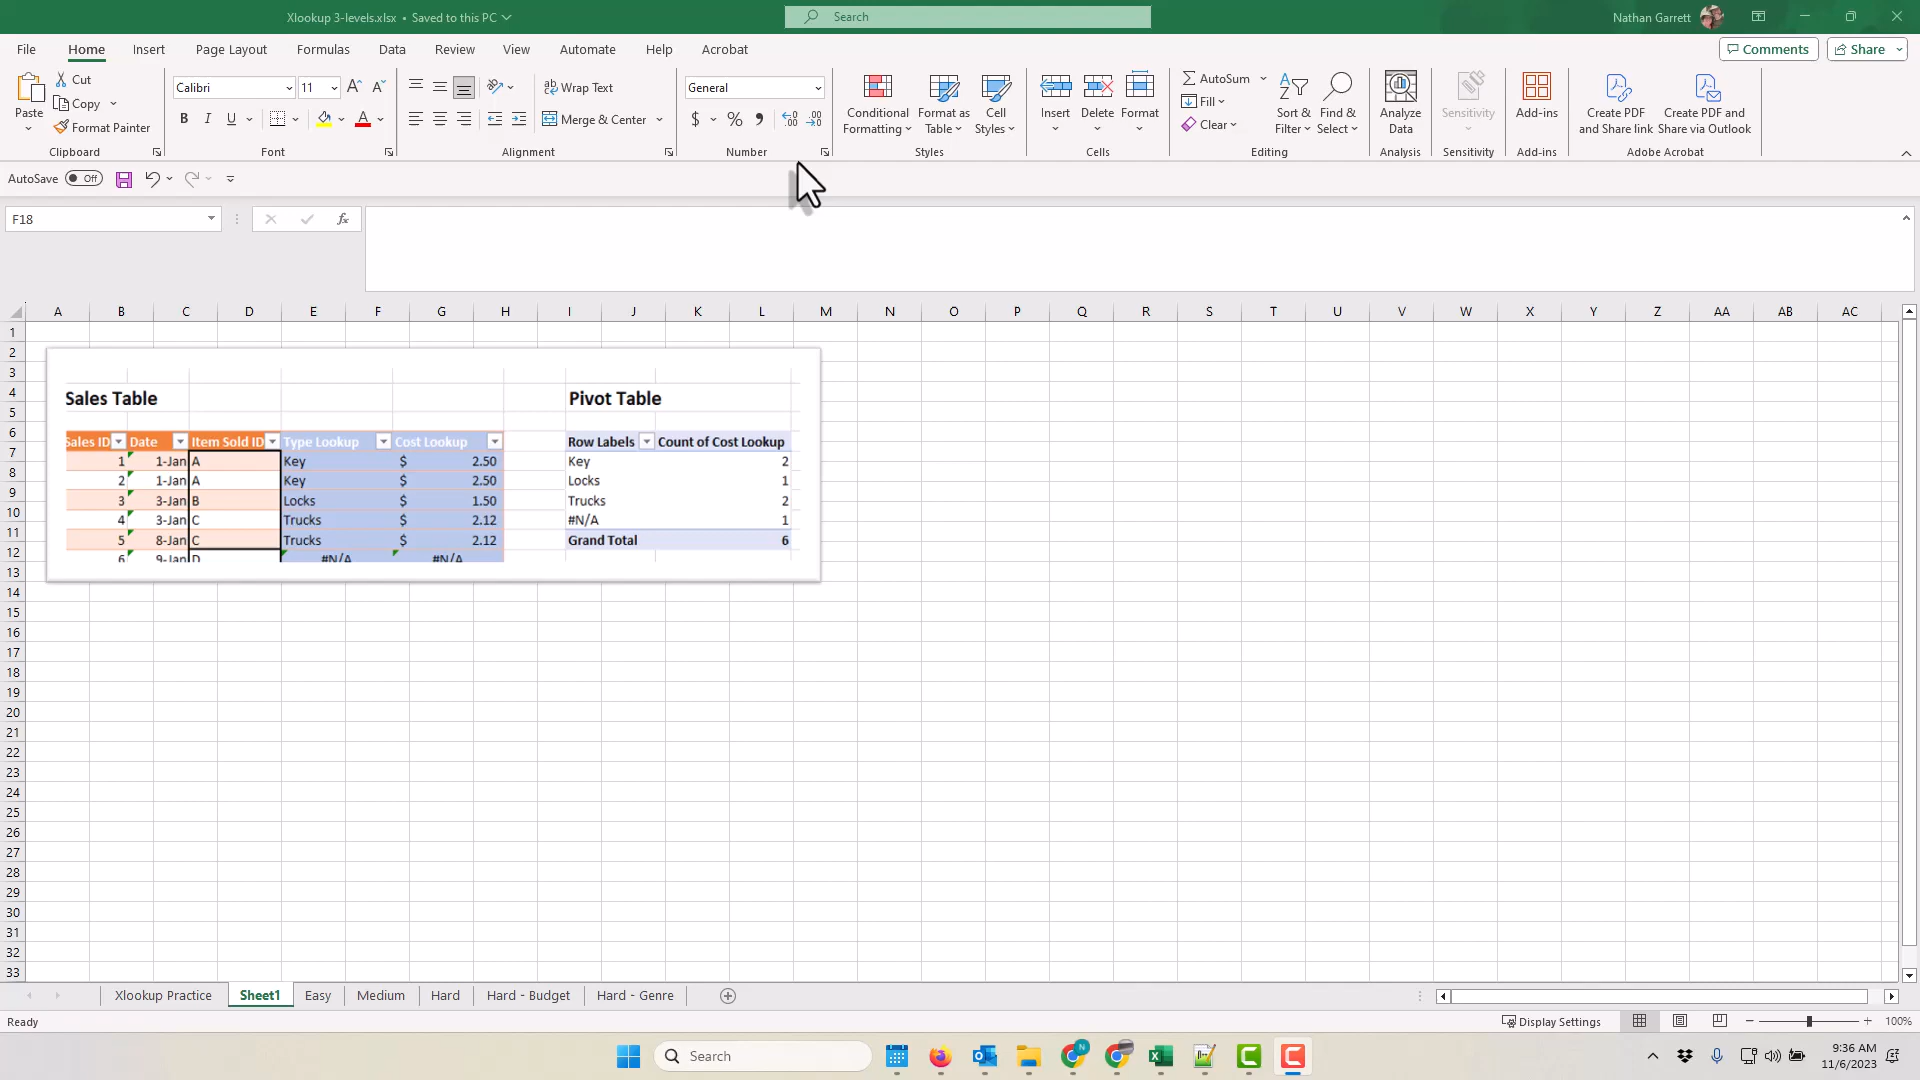 Xlookup 3-levels.xlsx • Saved to this PC
Search
Nathan Garrett
File Home Insert Page Layout Formulas Data Review View Automate Help Acrobat
Comments Share
Paste
Cut
Copy
Format Painter
Clipboard
Calibri 11
B I U A
Font
Wrap Text
Merge & Center
Alignment
General
$ % 9
Number
Conditional Formatting
Format as Table
Cell Styles
Styles
Insert Delete Format
Cells
AutoSum
Fill
Clear
Sort & Filter
Find & Select
Editing
Analyze Data
Analysis
Sensitivity
Sensitivity
Add-ins
Add-ins
Create PDF and Share link
Create PDF and Share via Outlook
Adobe Acrobat
AutoSave Off
F18
fx
A B C D E F G H I J K L M N O P Q R S T U V W X Y Z AA AB AC
1
2
3
4
5
6
7
8
9
10
11
12
13
14
15
16
17
18
19
20
21
22
23
24
25
26
27
28
29
30
31
32
33
Sales Table
Sales ID Date Item Sold ID Type Lookup Cost Lookup
1 1-Jan A Key $ 2.50
2 1-Jan A Key $ 2.50
3 3-Jan B Locks $ 1.50
4 3-Jan C Trucks $ 2.12
5 8-Jan C Trucks $ 2.12
6 9-Jan D #N/A #N/A
Pivot Table
Row Labels Count of Cost Lookup
Key 2
Locks 1
Trucks 2
#N/A 1
Grand Total 6
Xlookup Practice Sheet1 Easy Medium Hard Hard - Budget Hard - Genre
Ready
Display Settings
100%
Search
9:36 AM
11/6/2023